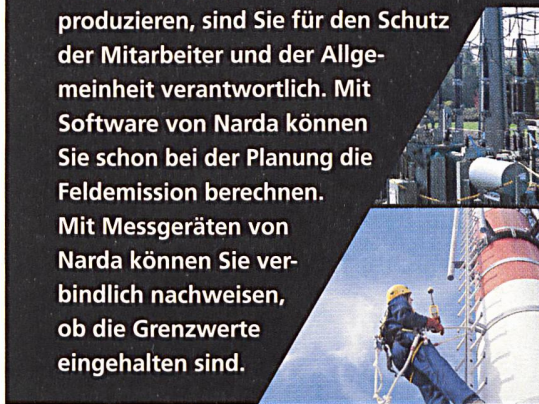 produzieren, sind Sie für den Schutz
der Mitarbeiter und der Allge-
meinheit verantwortlich. Mit
Software von Narda können
Sie schon bei der Planung die
Feldemission berechnen.
Mit Messgeräten von
Narda können Sie ver-
bindlich nachweisen,
ob die Grenzwerte
eingehalten sind.